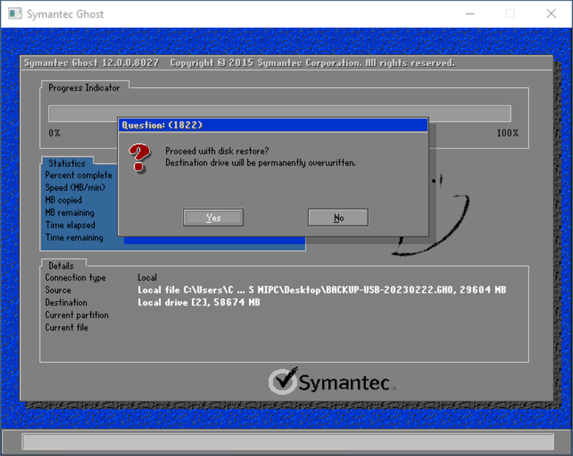 Symantec Ghost
Symantec Ghost 12.0.0.8027 Copyright © 2015 Symantec Corporation. All rights reserved.
Progress Indicator
0%
100%
Question: (1822)
Proceed with disk restore?
Destination drive will be permanently overwritten.
Yes
No
Statistics
Percent complete
Speed (MB/min)
MB copied
MB remaining
Time elapsed
Time remaining
Details
Connection type Local
Source Local file C:\Users\C ... S MIPC\Desktop\BACKUP-USB-20230222.GHO, 29604 MB
Destination Local drive [2], 58674 MB
Current partition
Current file
Symantec™